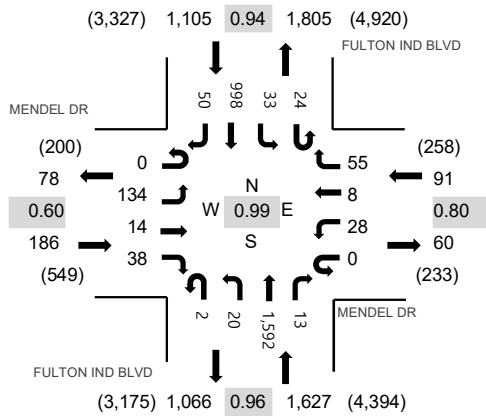 (3,327) 1,105 0.94 1,805 (4,920)
FULTON IND BLVD
MENDEL DR
50 998 33 24
(200)
78
0.60
186
(549)
0
134
14
38
N
W 0.99 E
S
55
8
28
0
(258)
91
0.80
60
(233)
2 20 1,592 13
MENDEL DR
FULTON IND BLVD
(3,175) 1,066 0.96 1,627 (4,394)